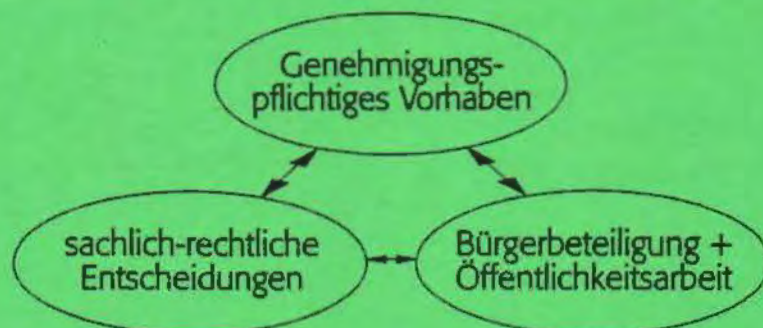 Genehmigungs-
pflichtiges Vorhaben
sachlich-rechtliche
Entscheidungen
Bürgerbeteiligung +
Öffentlichkeitsarbeit